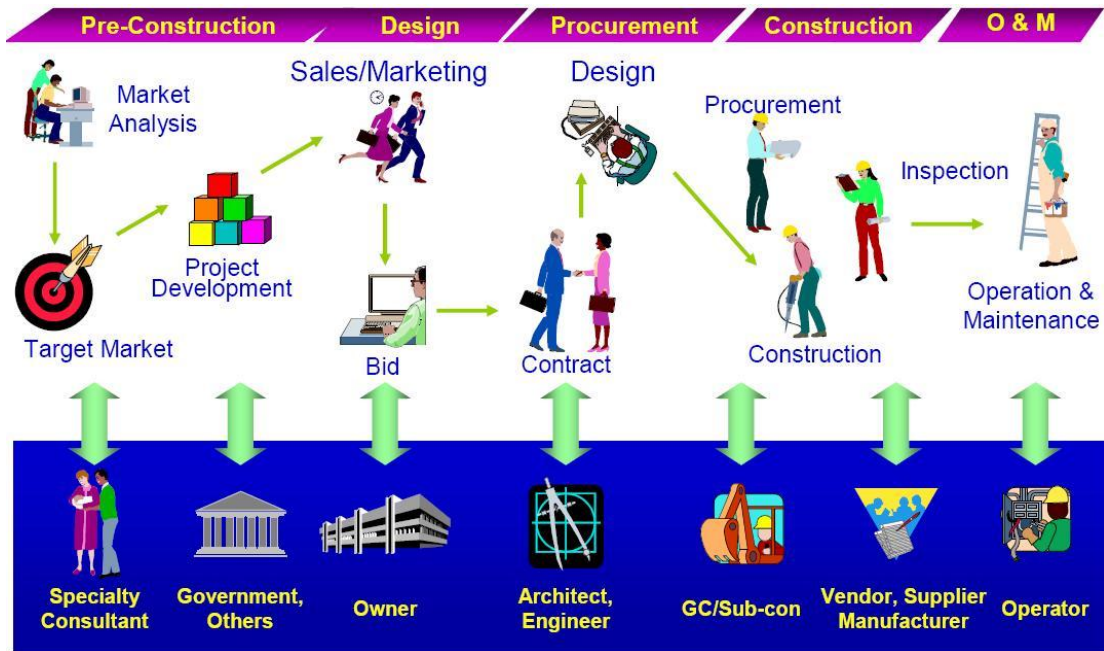 Pre-Construction
Design
Procurement
Construction
O & M
Market
Analysis
Sales/Marketing
Design
Procurement
Inspection
Project
Development
Target Market
Bid
Contract
Construction
Operation &
Maintenance
Specialty
Consultant
Government,
Others
Owner
Architect,
Engineer
GC/Sub-con
Vendor, Supplier
Manufacturer
Operator